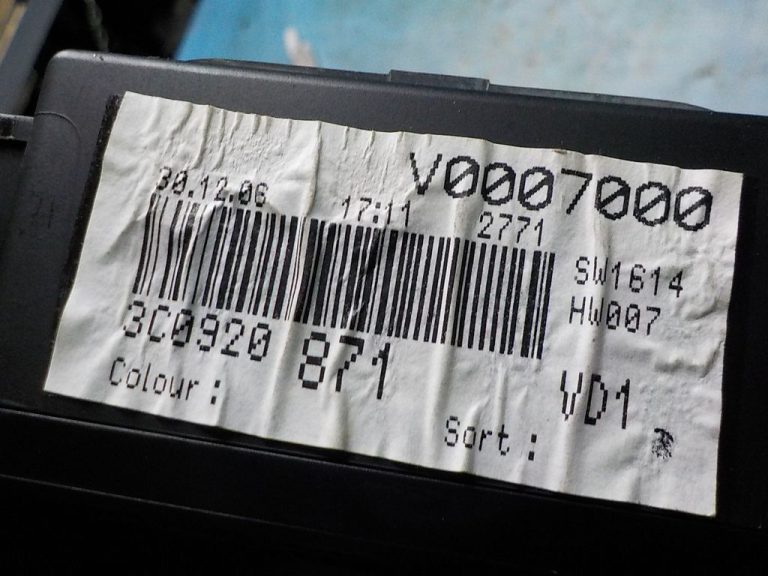 V0007000
30.12.06 17:11 2771
SW1614
HW007
3C0920 871
Colour:
VD1
Sort: